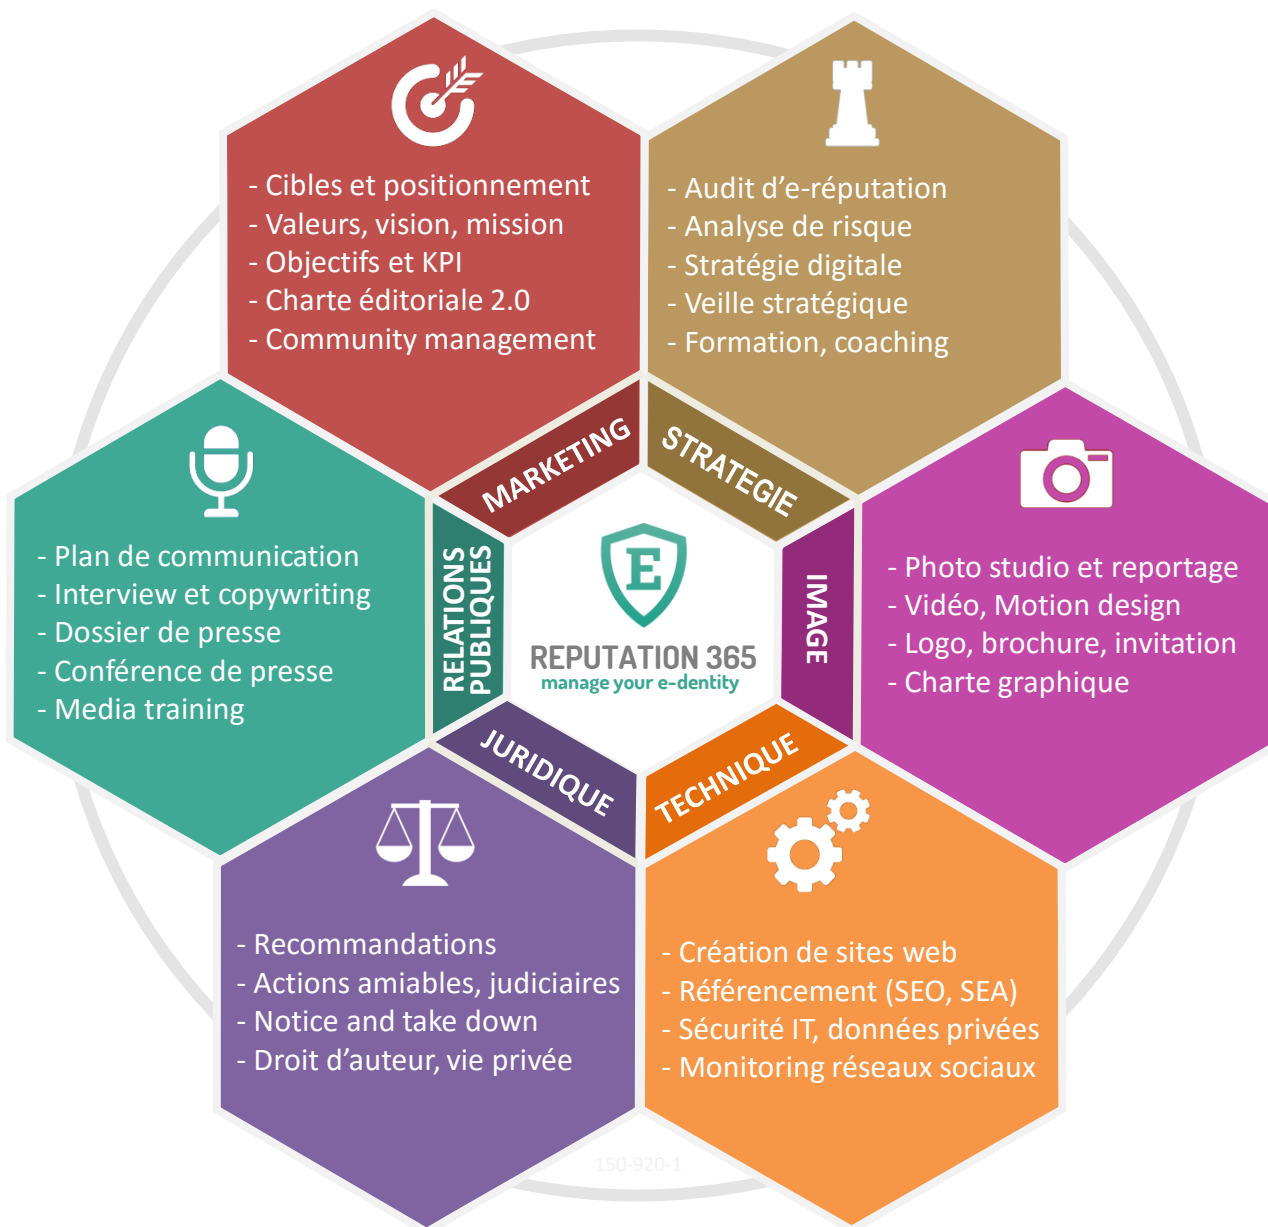 - Cibles et positionnement
- Valeurs, vision, mission
- Objectifs et KPI
- Charte éditoriale 2.0
- Community management
MARKETING
- Audit d’e-réputation
- Analyse de risque
- Stratégie digitale
- Veille stratégique
- Formation, coaching
STRATEGIE
- Plan de communication
- Interview et copywriting
- Dossier de presse
- Conférence de presse
- Media training
RELATIONS
PUBLIQUES
E
REPUTATION 365
manage your e-dentity
IMAGE
- Photo studio et reportage
- Vidéo, Motion design
- Logo, brochure, invitation
- Charte graphique
JURIDIQUE
- Recommandations
- Actions amiables, judiciaires
- Notice and take down
- Droit d’auteur, vie privée
TECHNIQUE
- Création de sites web
- Référencement (SEO, SEA)
- Sécurité IT, données privées
- Monitoring réseaux sociaux
150-920-1